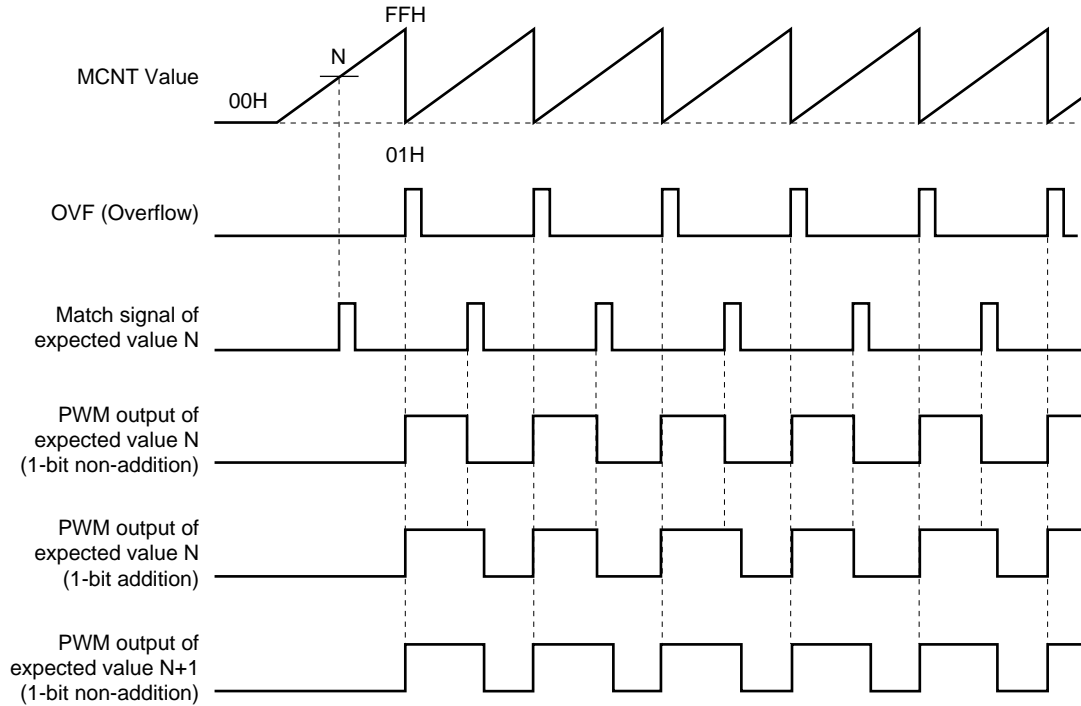 FFH
N
MCNT Value
00H
01H
OVF (Overflow)
Match signal of
expected value N
PWM output of
expected value N
(1-bit non-addition)
PWM output of
expected value N
(1-bit addition)
PWM output of
expected value N+1
(1-bit non-addition)